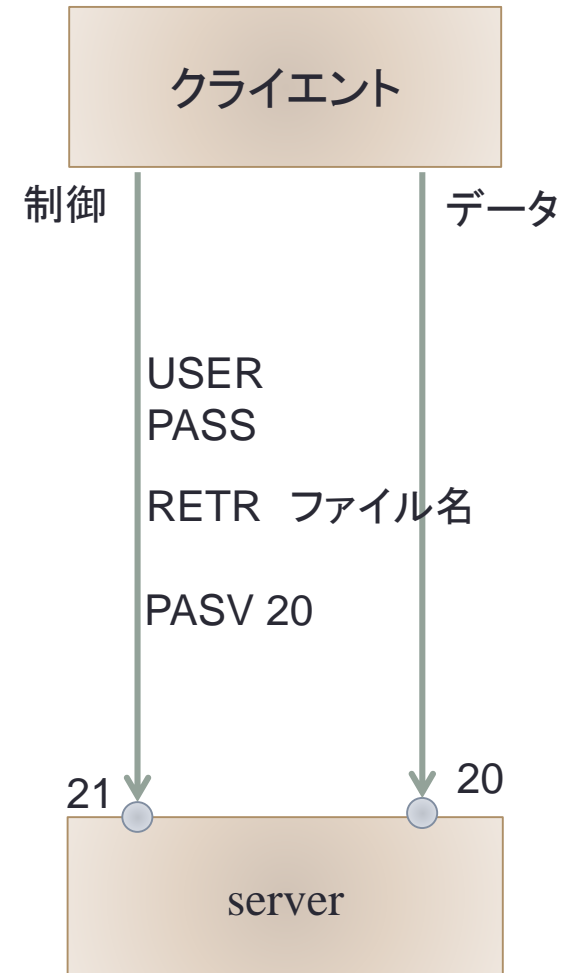 クライエント
制御
データ
USER
PASS
RETR　ファイル名
PASV 20
21
20
server